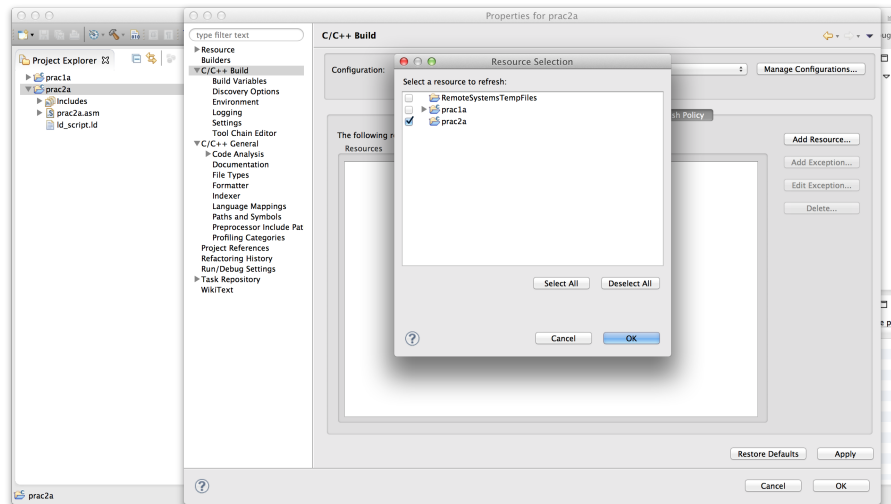 Properties for prac2a
type filter text
C/C++ Build
Project Explorer
prac1a
prac2a
Includes
prac2a.asm
ld_script.ld
Resource
Builders
C/C++ Build
Build Variables
Discovery Options
Environment
Logging
Settings
Tool Chain Editor
C/C++ General
Code Analysis
Documentation
File Types
Formatter
Indexer
Language Mappings
Paths and Symbols
Preprocessor Include Pat
Profiling Categories
Project References
Refactoring History
Run/Debug Settings
Task Repository
WikiText
Configuration:
Manage Configurations...
sh Policy
The following r
Resources
Add Resource...
Add Exception...
Edit Exception...
Delete...
Resource Selection
Select a resource to refresh:
RemoteSystemsTempFiles
prac1a
prac2a
Select All Deselect All
Cancel OK
Restore Defaults Apply
Cancel OK
prac2a